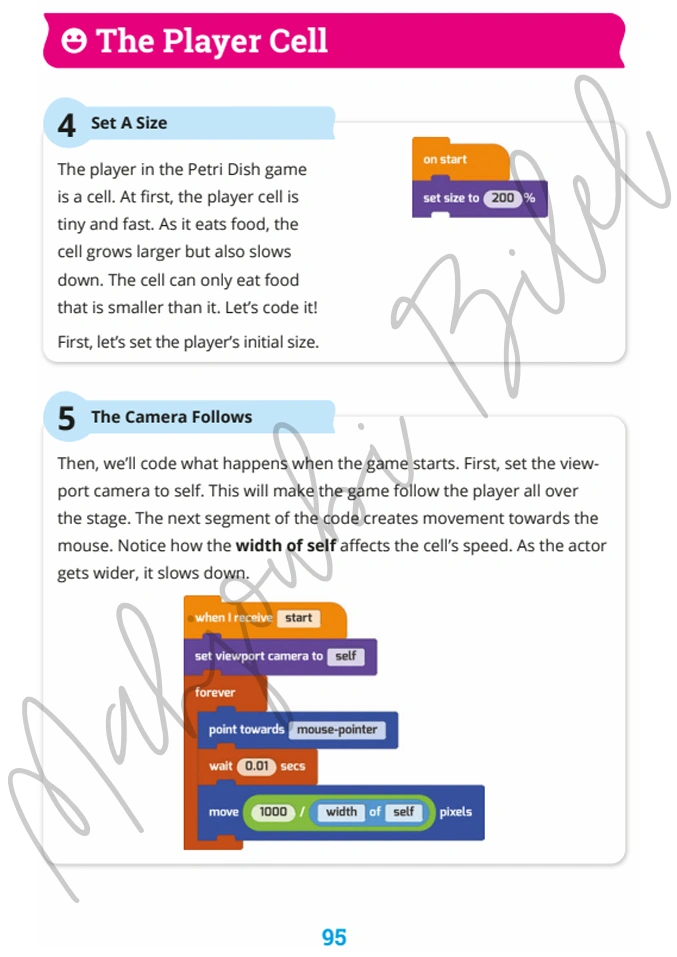 The Player Cell
4 Set A Size
The player in the Petri Dish game
is a cell. At first, the player cell is
tiny and fast. As it eats food, the
cell grows larger but also slows
down. The cell can only eat food
that is smaller than it. Let's code it!
First, let's set the player's initial size.
on start
set size to 200 %
5 The Camera Follows
Then, we'll code what happens when the game starts. First, set the view-
port camera to self. This will make the game follow the player all over
the stage. The next segment of the code creates movement towards the
mouse. Notice how the width of self affects the cell's speed. As the actor
gets wider, it slows down.
when I receive start
set viewport camera to self
forever
point towards mouse-pointer
wait 0.01 secs
move 1000 / width of self pixels
95